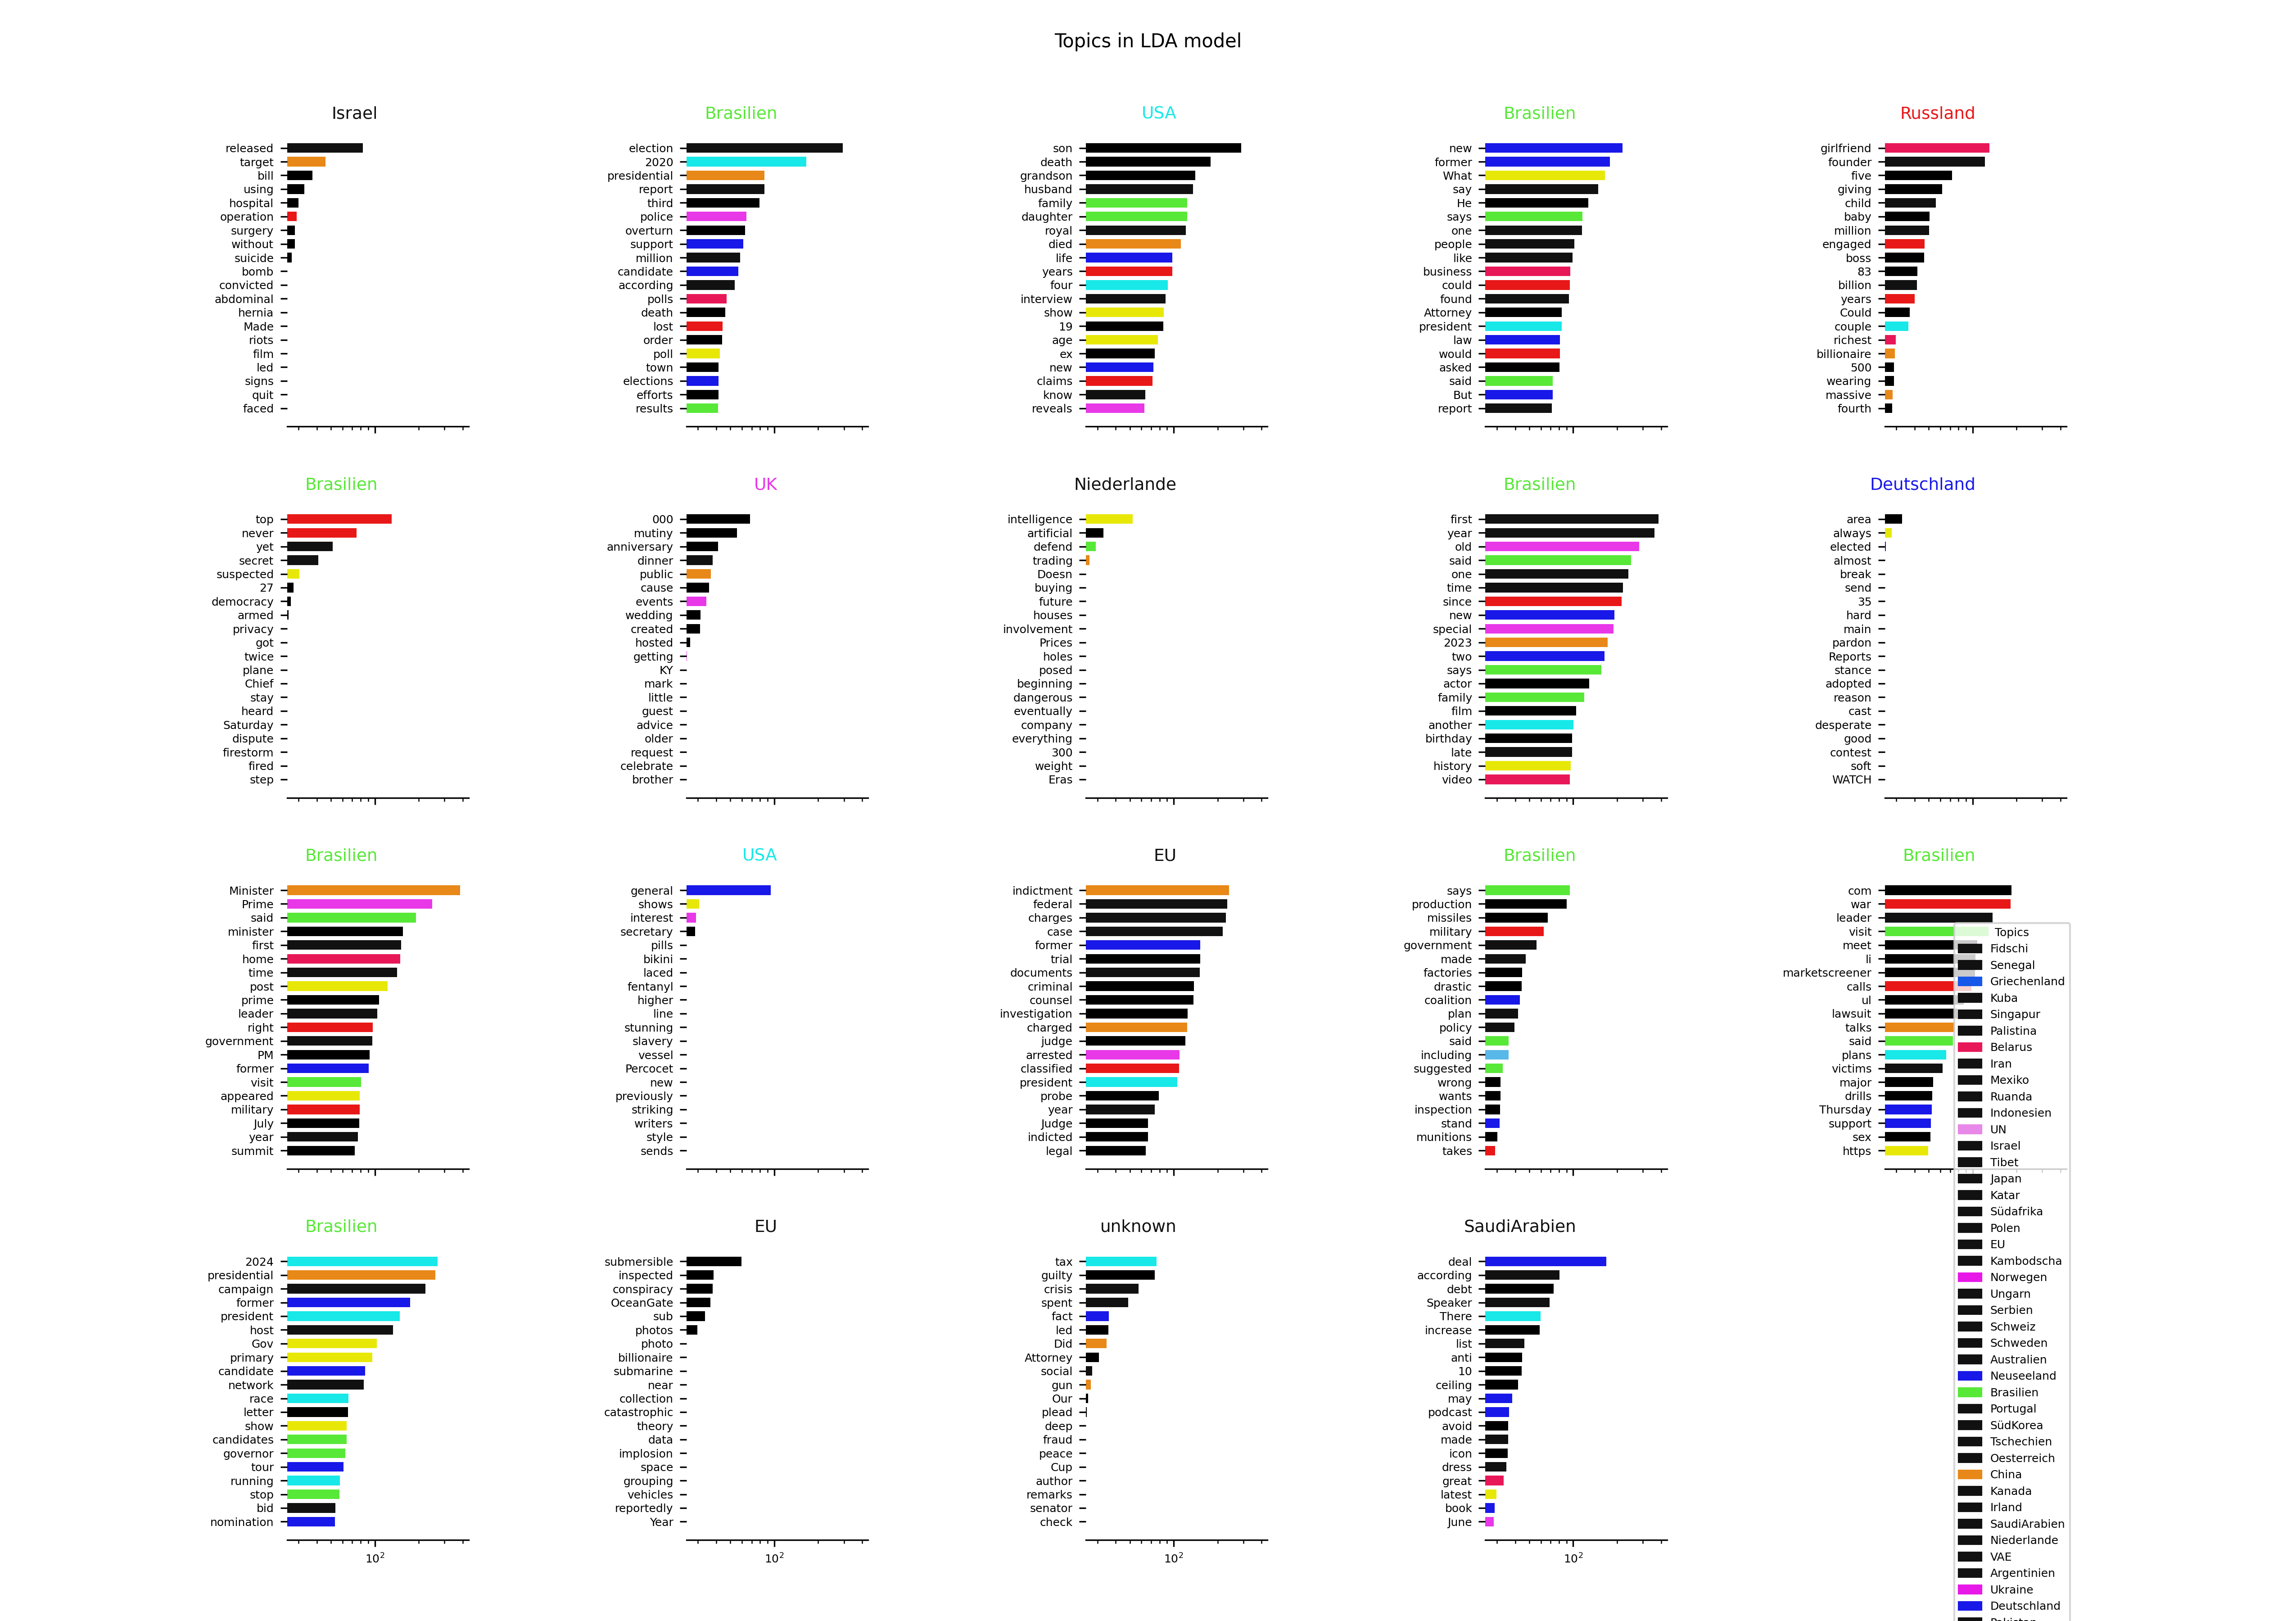 Topics in LDA model
Israel
released
target
bill
using
hospital
operation
surgery
without
suicide
bomb
convicted
abdominal
hernia
Made
riots
film
led
signs
quit
faced
Brasilien
election
2020
presidential
report
third
police
overturn
support
million
candidate
according
polls
death
lost
order
poll
town
elections
efforts
results
USA
son
death
grandson
husband
family
daughter
royal
died
life
years
four
interview
show
19
age
ex
new
claims
know
reveals
Brasilien
new
former
What
say
He
says
one
people
like
business
could
found
Attorney
president
law
would
asked
said
But
report
Russland
girlfriend
founder
five
giving
child
baby
million
engaged
boss
83
billion
years
Could
couple
richest
billionaire
500
wearing
massive
fourth
Brasilien
top
never
yet
secret
suspected
27
democracy
armed
privacy
got
twice
plane
Chief
stay
heard
Saturday
dispute
firestorm
fired
step
UK
000
mutiny
anniversary
dinner
public
cause
events
wedding
created
hosted
getting
KY
mark
little
guest
advice
older
request
celebrate
brother
Niederlande
intelligence
artificial
defend
trading
Doesn
buying
future
houses
involvement
Prices
holes
posed
beginning
dangerous
eventually
company
everything
300
weight
Eras
Brasilien
first
year
old
said
one
time
since
new
special
2023
two
says
actor
family
film
another
birthday
late
history
video
Deutschland
area
always
elected
almost
break
send
35
hard
main
pardon
Reports
stance
adopted
reason
cast
desperate
good
contest
soft
WATCH
Brasilien
Minister
Prime
said
minister
first
home
time
post
prime
leader
right
government
PM
former
visit
appeared
military
July
year
summit
USA
general
shows
interest
secretary
pills
bikini
laced
fentanyl
higher
line
stunning
slavery
vessel
Percocet
new
previously
striking
writers
style
sends
EU
indictment
federal
charges
case
former
trial
documents
criminal
counsel
investigation
charged
judge
arrested
classified
president
probe
year
Judge
indicted
legal
Brasilien
says
production
missiles
military
government
made
factories
drastic
coalition
plan
policy
said
including
suggested
wrong
wants
inspection
stand
munitions
takes
Brasilien
com
war
leader
visit
meet
li
marketscreener
calls
ul
lawsuit
talks
said
plans
victims
major
drills
Thursday
support
sex
https
Brasilien
2024
presidential
campaign
former
president
host
Gov
primary
candidate
network
race
letter
show
candidates
governor
tour
running
stop
bid
nomination
10²
EU
submersible
inspected
conspiracy
OceanGate
sub
photos
photo
billionaire
submarine
near
collection
catastrophic
theory
data
implosion
space
grouping
vehicles
reportedly
Year
10²
unknown
tax
guilty
crisis
spent
fact
led
Did
Attorney
social
gun
Our
plead
deep
fraud
peace
Cup
author
remarks
senator
check
10²
SaudiArabien
deal
according
debt
Speaker
There
increase
list
anti
10
ceiling
may
podcast
avoid
made
icon
dress
great
latest
book
June
10²
Topics
Fidschi
Senegal
Griechenland
Kuba
Singapur
Palistina
Belarus
Iran
Mexiko
Ruanda
Indonesien
UN
Israel
Tibet
Japan
Katar
Südafrika
Polen
EU
Kambodscha
Norwegen
Ungarn
Serbien
Schweiz
Schweden
Australien
Neuseeland
Brasilien
Portugal
SüdKorea
Tschechien
Oesterreich
China
Kanada
Irland
SaudiArabien
Niederlande
VAE
Argentinien
Ukraine
Deutschland